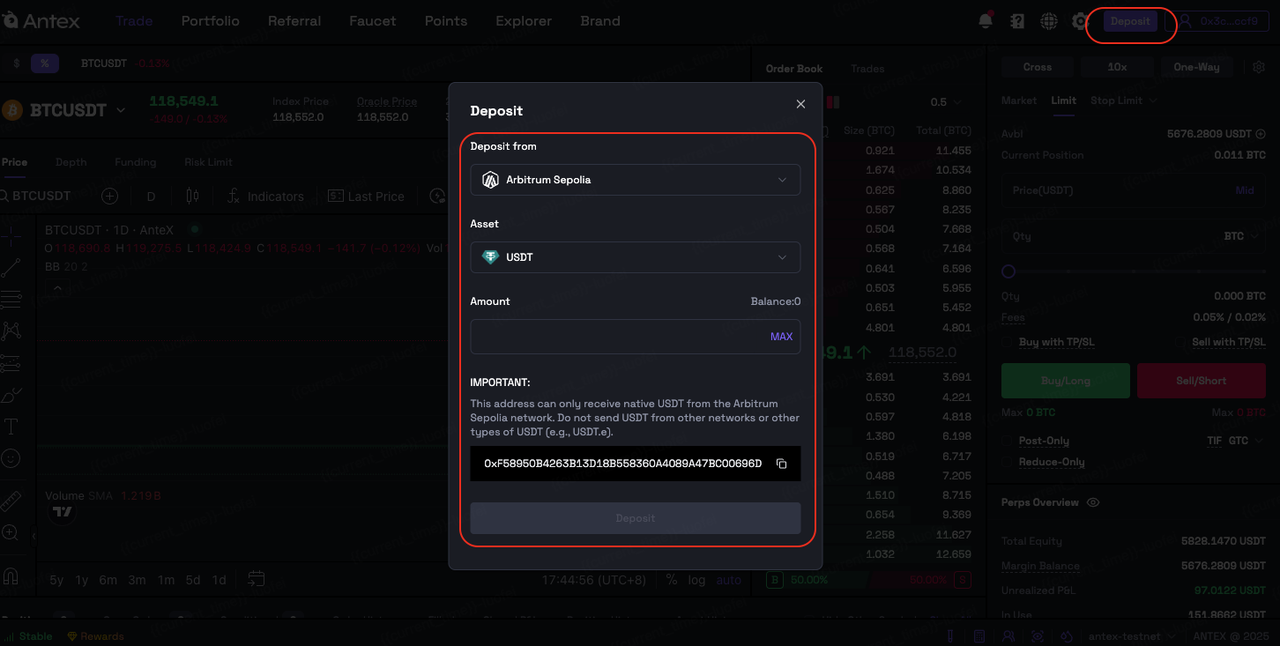 Antex Trade Portfolio Referral Faucet Points Explorer Brand Deposit 0x3c...ocf9
$ % BTCUSDT -0.13%
BTCUSDT 118,549.1 -149.0 / -0.13% Index Price 118,552.0 Oracle Price 118,552.0
Price Depth Funding Risk Limit
BTCUSDT D Indicators Last Price
BTCUSDT · 1D · AnteX
O118,690.8 H119,275.5 L118,424.9 C118,549.1 -141.7 (-0.12%) Vol
BB 20 2
Volume SMA 1.219B
5y 1y 6m 3m 1m 5d 1d 17:44:56 (UTC+8) % log auto
Deposit
Deposit from
Arbitrum Sepolia
Asset
USDT
Amount Balance:0
MAX
IMPORTANT:
This address can only receive native USDT from the Arbitrum
Sepolia network. Do not send USDT from other networks or other
types of USDT (e.g., USDT.e).
0xF58950B4263B13D18B558360A4089A47BC00696D
Deposit
Order Book Trades
0.5
Size (BTC) Total (BTC)
0.921 11.455
1.674 10.534
0.625 8.860
0.567 8.235
0.504 7.668
0.568 7.164
0.641 6.596
0.503 5.955
0.651 5.452
4.801 4.801
9.1 118,552.0
3.691 3.691
0.530 4.221
0.597 4.818
1.380 6.198
0.519 6.717
0.488 7.205
1.510 8.715
0.654 9.369
2.258 11.627
1.032 12.659
B 50.00% 50.00% B
Cross 10x One-Way
Market Limit Stop Limit
Avbl 5676.2809 USDT
Current Position 0.011 BTC
Price(USDT) Mid
Qty BTC
Qty 0.000 BTC
Fees 0.05% / 0.02%
Buy with TP/SL Sell with TP/SL
Buy/Long Sell/Short
Max 0 BTC Max 0 BTC
Post-Only TIF GTC
Reduce-Only
Perps Overview
Total Equity 5828.1470 USDT
Margin Balance 5676.2809 USDT
Unrealized P&L 97.0122 USDT
In Use 151.8662 USDT
Stable Rewards antex-testnet ANTEX @ 2025